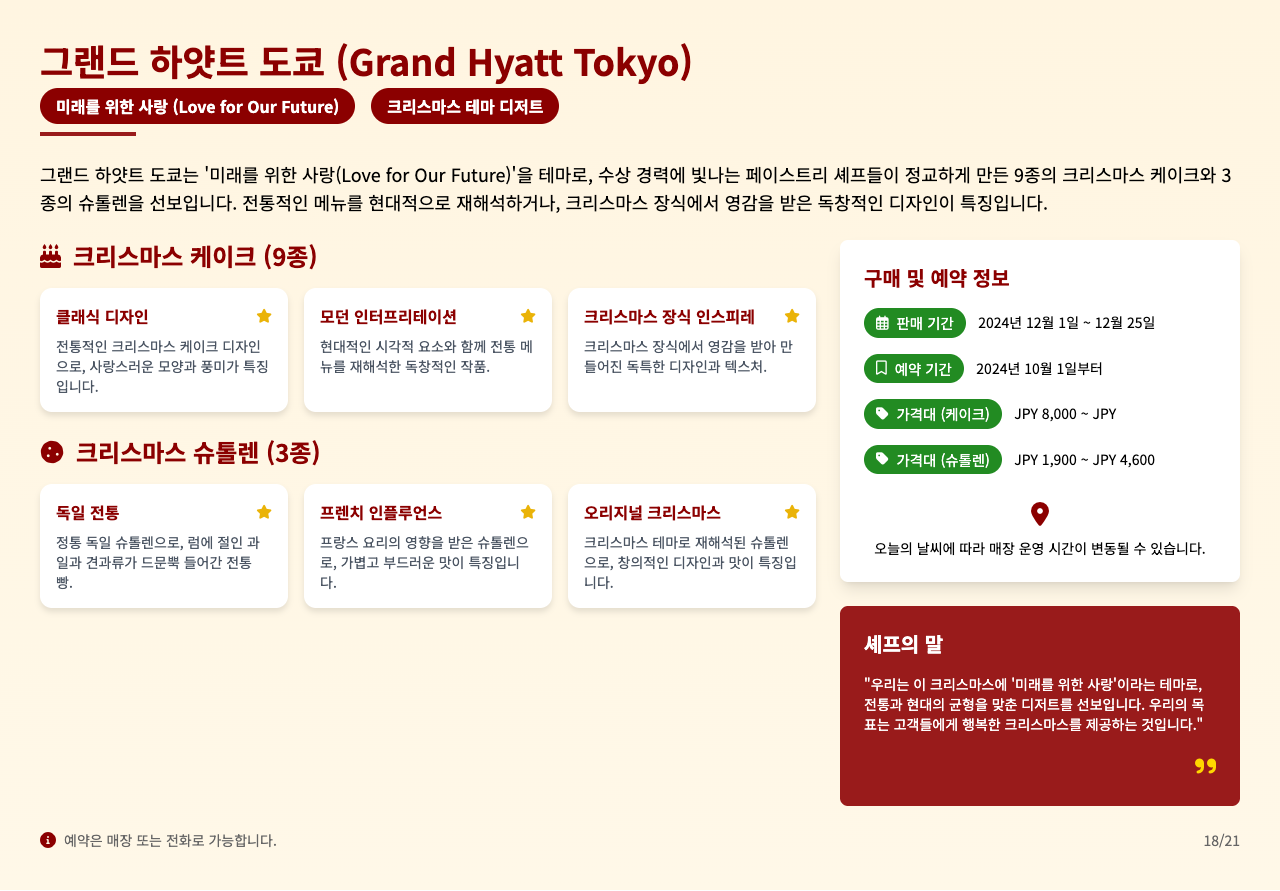 그랜드 하얏트 도쿄 (Grand Hyatt Tokyo)
미래를 위한 사랑 (Love for Our Future)
크리스마스 테마 디저트
그랜드 하얏트 도쿄는 '미래를 위한 사랑(Love for Our Future)'을 테마로, 수상 경력에 빛나는 페이스트리 셰프들이 정교하게 만든 9종의 크리스마스 케이크와 3
종의 슈톨렌을 선보입니다. 전통적인 메뉴를 현대적으로 재해석하거나, 크리스마스 장식에서 영감을 받은 독창적인 디자인이 특징입니다.
크리스마스 케이크 (9종)
클래식 디자인
전통적인 크리스마스 케이크 디자인
으로, 사랑스러운 모양과 풍미가 특징
입니다.
모던 인터프리테이션
현대적인 시각적 요소와 함께 전통 메
뉴를 재해석한 독창적인 작품.
크리스마스 장식 인스피레
크리스마스 장식에서 영감을 받아 만
들어진 독특한 디자인과 텍스처.
크리스마스 슈톨렌 (3종)
독일 전통
정통 독일 슈톨렌으로, 럼에 절인 과
일과 견과류가 드문뿍 들어간 전통
빵.
프렌치 인플루언스
프랑스 요리의 영향을 받은 슈톨렌으
로, 가볍고 부드러운 맛이 특징입니
다.
오리지널 크리스마스
크리스마스 테마로 재해석된 슈톨렌
으로, 창의적인 디자인과 맛이 특징입
니다.
구매 및 예약 정보
판매 기간 2024년 12월 1일 ~ 12월 25일
예약 기간 2024년 10월 1일부터
가격대 (케이크) JPY 8,000 ~ JPY
가격대 (슈톨렌) JPY 1,900 ~ JPY 4,600
오늘의 날씨에 따라 매장 운영 시간이 변동될 수 있습니다.
셰프의 말
"우리는 이 크리스마스에 '미래를 위한 사랑'이라는 테마로,
전통과 현대의 균형을 맞춘 디저트를 선보입니다. 우리의 목
표는 고객들에게 행복한 크리스마스를 제공하는 것입니다."
예약은 매장 또는 전화로 가능합니다.
18/21